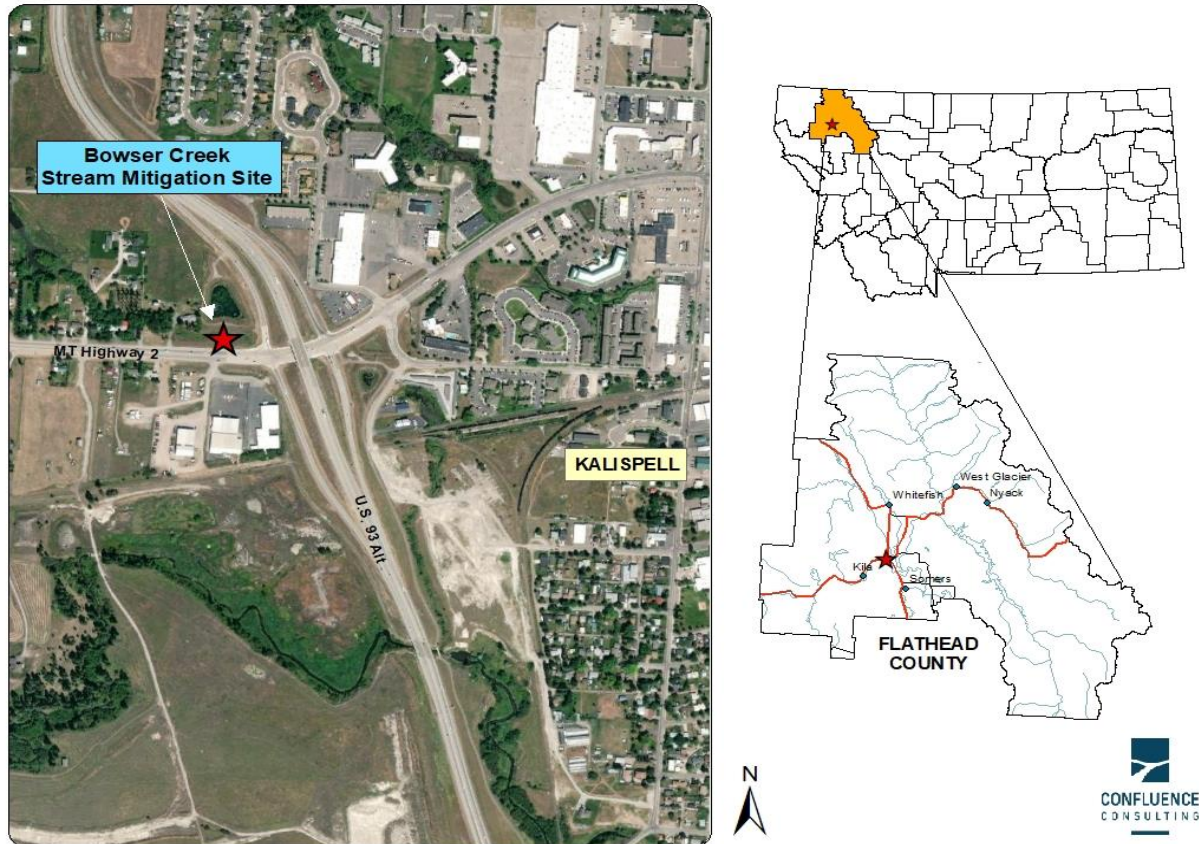 Bowser Creek
Stream Mitigation Site
MT Highway 2
U.S. 93 Alt.
KALISPELL
West Glacier
Whitefish
Nyack
Kila
Somers
FLATHEAD
COUNTY
N
CONFLUENCE
CONSULTING